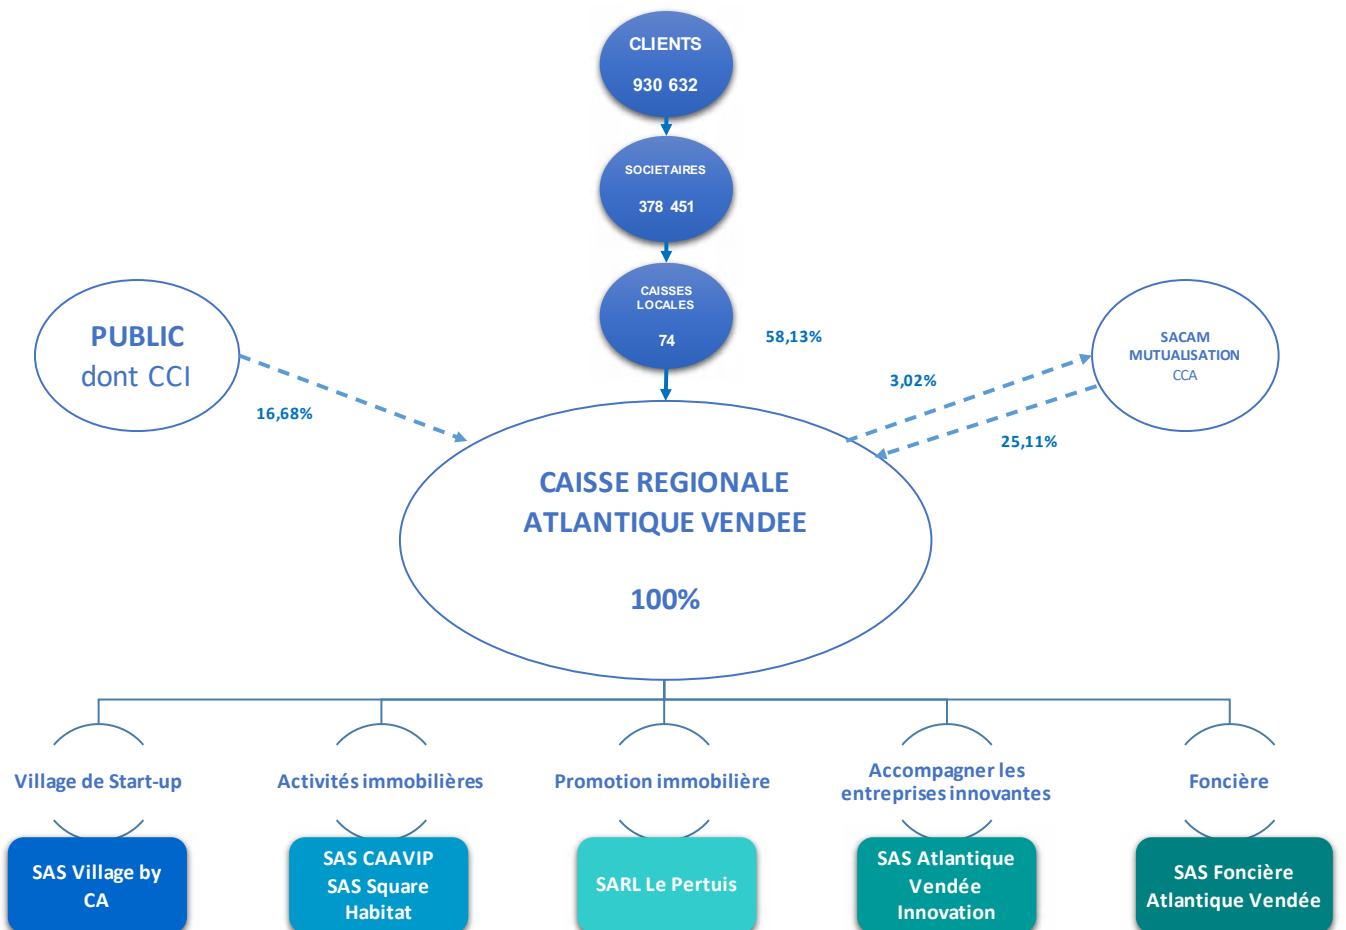 CLIENTS
930 632
SOCIETAIRES
378 451
CAISSES
LOCALES
74
58,13%
PUBLIC
dont CCI
16,68%
SACAM
MUTUALISATION
CCA
3,02%
25,11%
CAISSE REGIONALE
ATLANTIQUE VENDEE
100%
Village de Start-up
Activités immobilières
Promotion immobilière
Accompagner les
entreprises innovantes
Foncière
SAS Village by
CA
SAS CAAVIP
SAS Square
Habitat
SARL Le Pertuis
SAS Atlantique
Vendée
Innovation
SAS Foncière
Atlantique Vendée